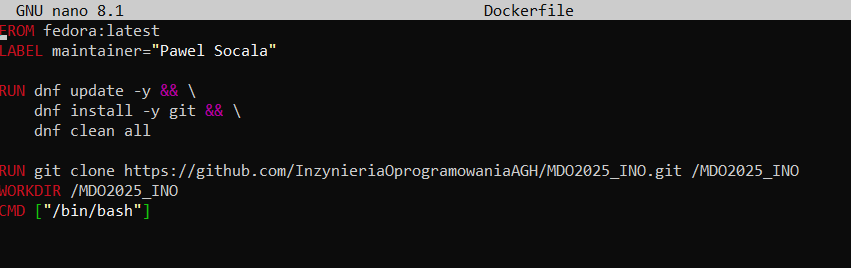 GNU nano 8.1 Dockerfile
FROM fedora:latest
LABEL maintainer="Pawel Socala"
RUN dnf update -y && \
dnf install -y git && \
dnf clean all
RUN git clone https://github.com/InzynieriaOprogramowaniaAGH/MDO2025_INO.git /MDO2025_INO
WORKDIR /MDO2025_INO
CMD ["/bin/bash"]